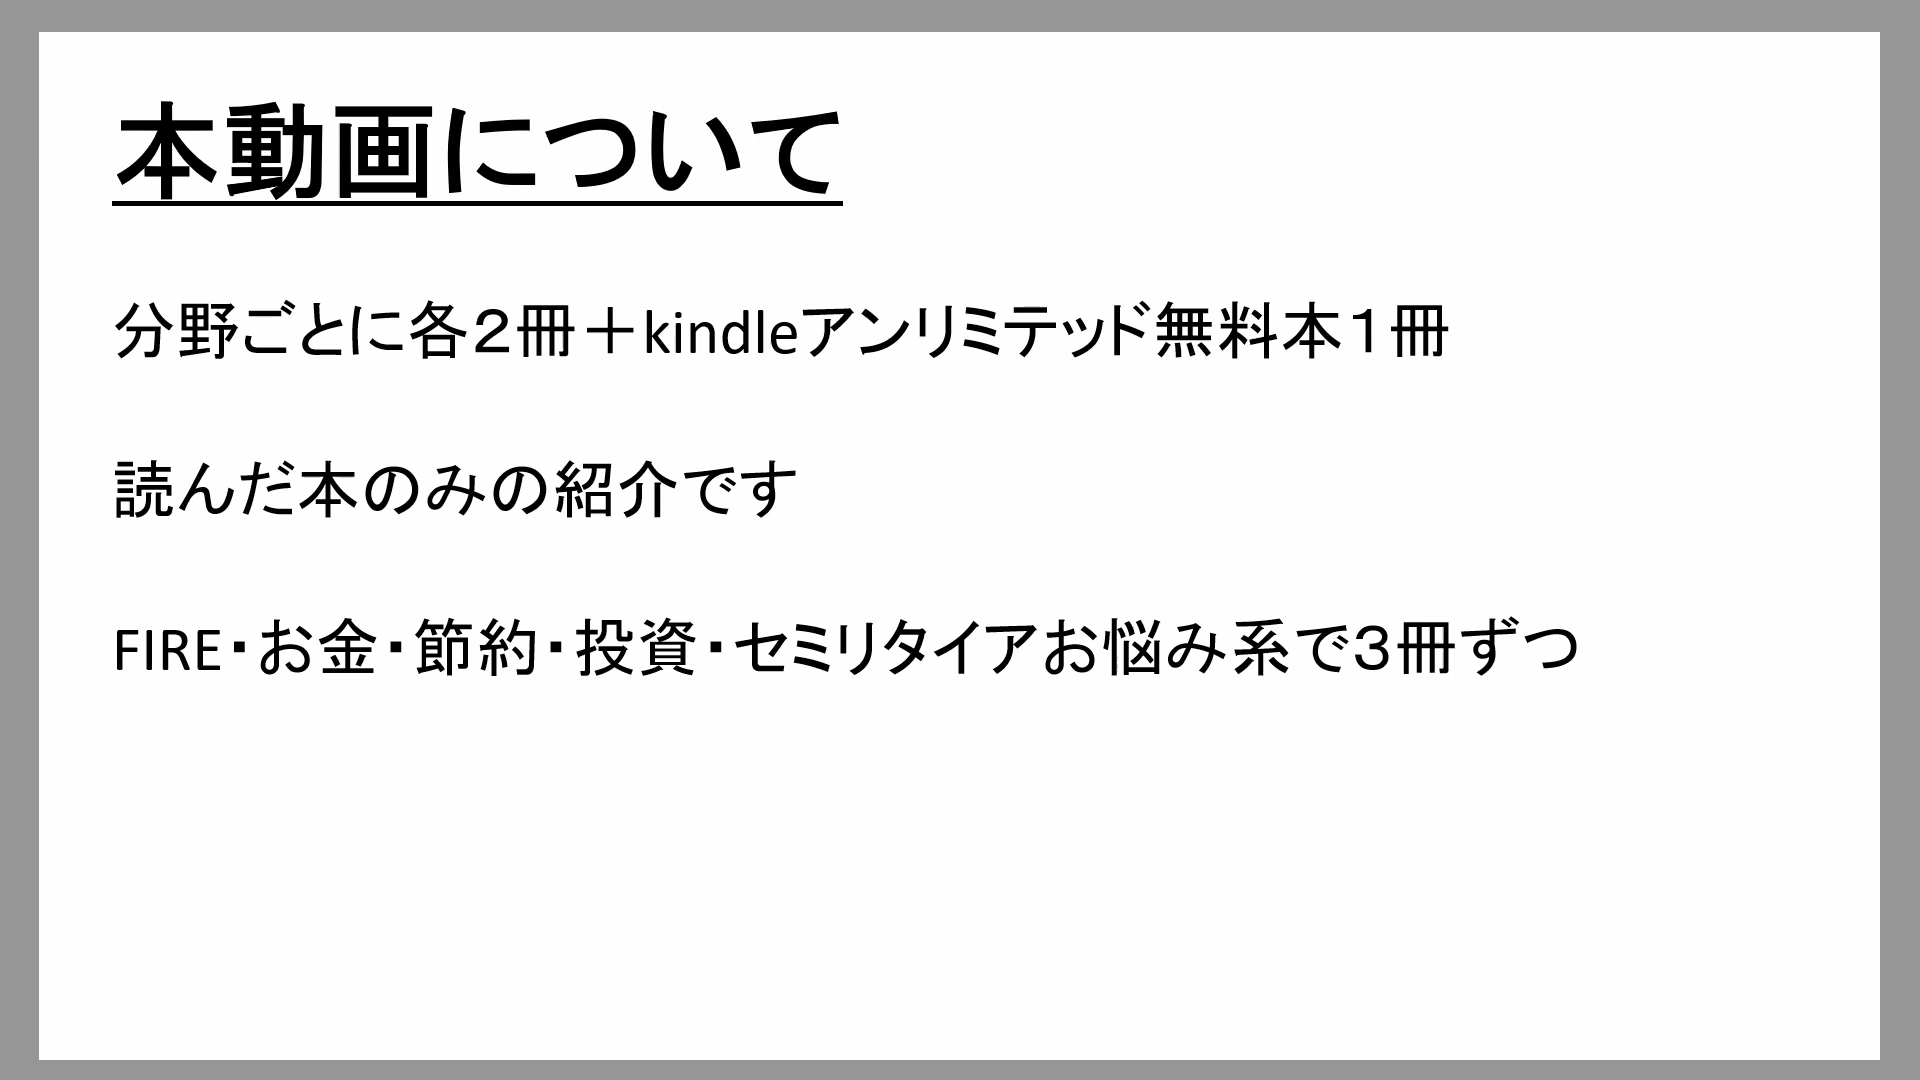 本動画について
分野ごとに各２冊＋kindleアンリミテッド無料本１冊
読んだ本のみの紹介です
FIRE・お金・節約・投資・セミリタイアお悩み系で３冊ずつ